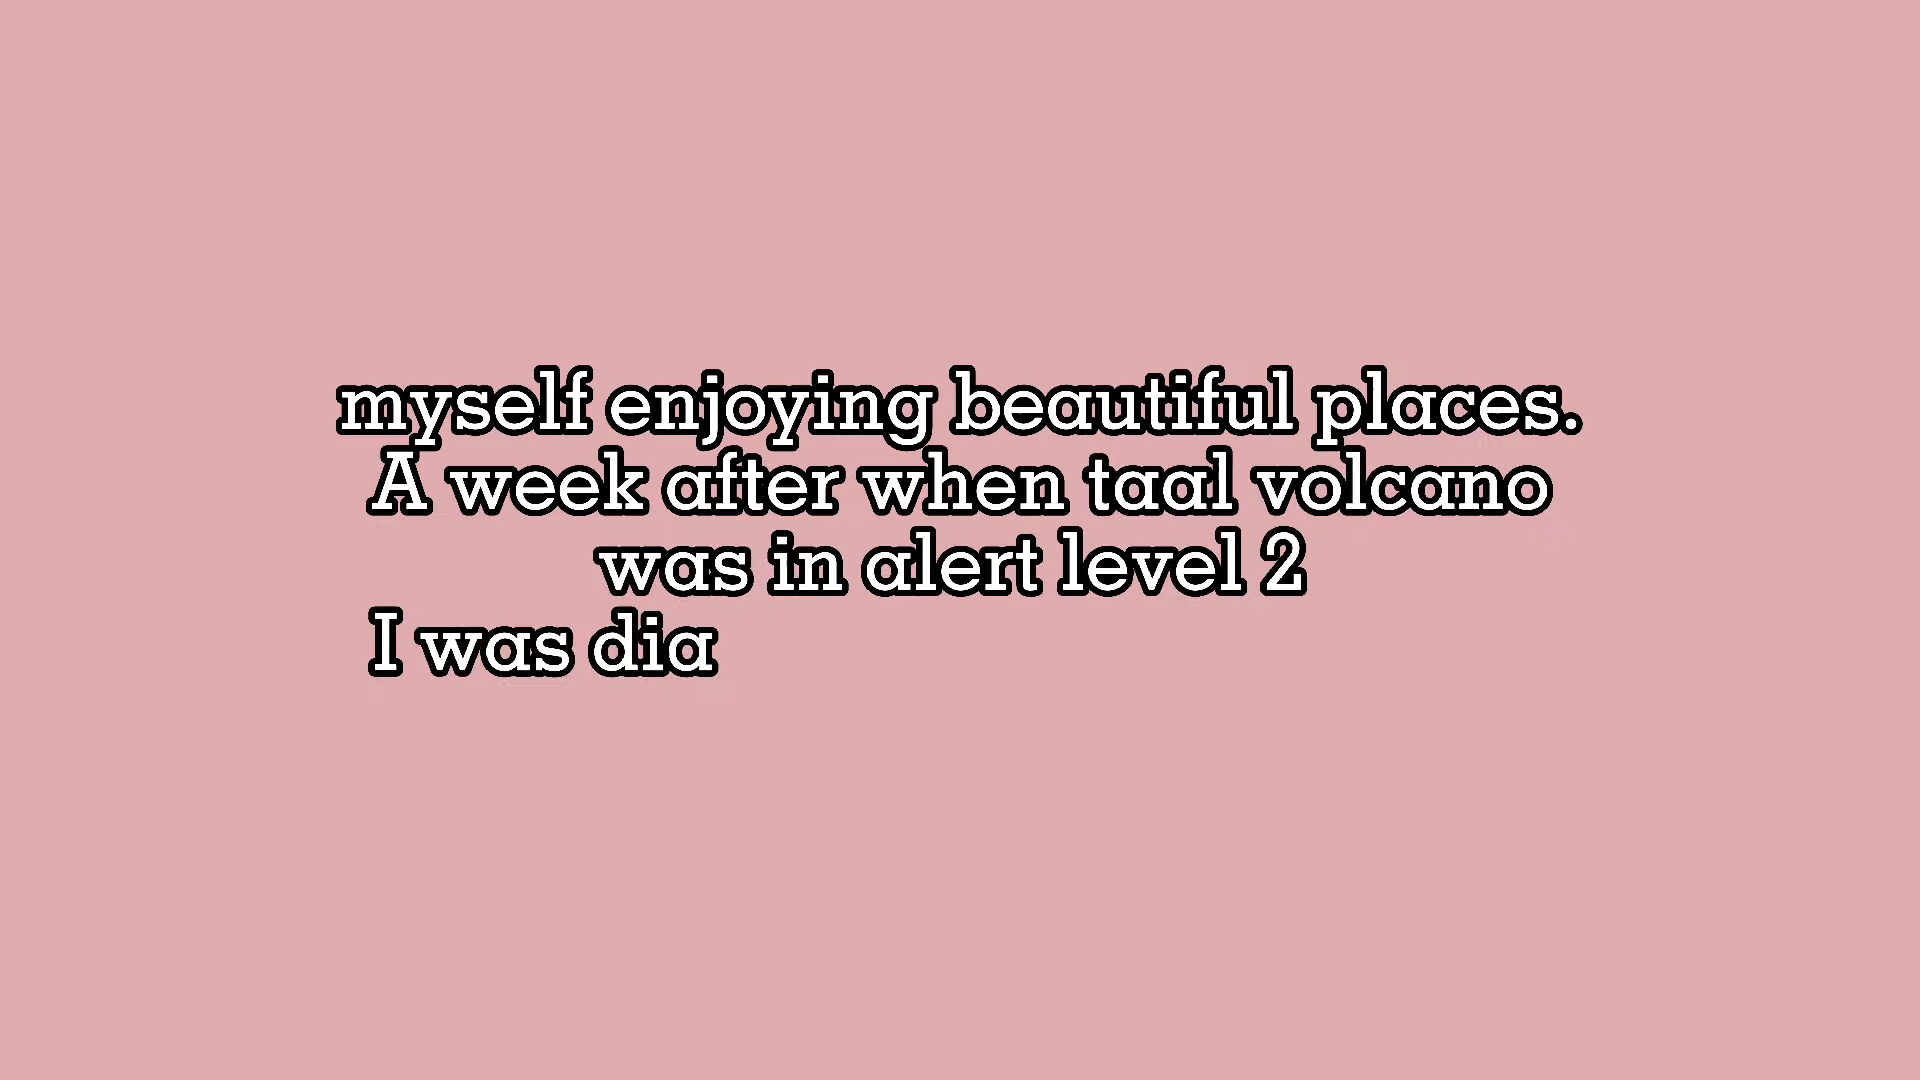 myself enjoying beautiful places.
A week after when taal volcano
was in alert level 2
I was dia